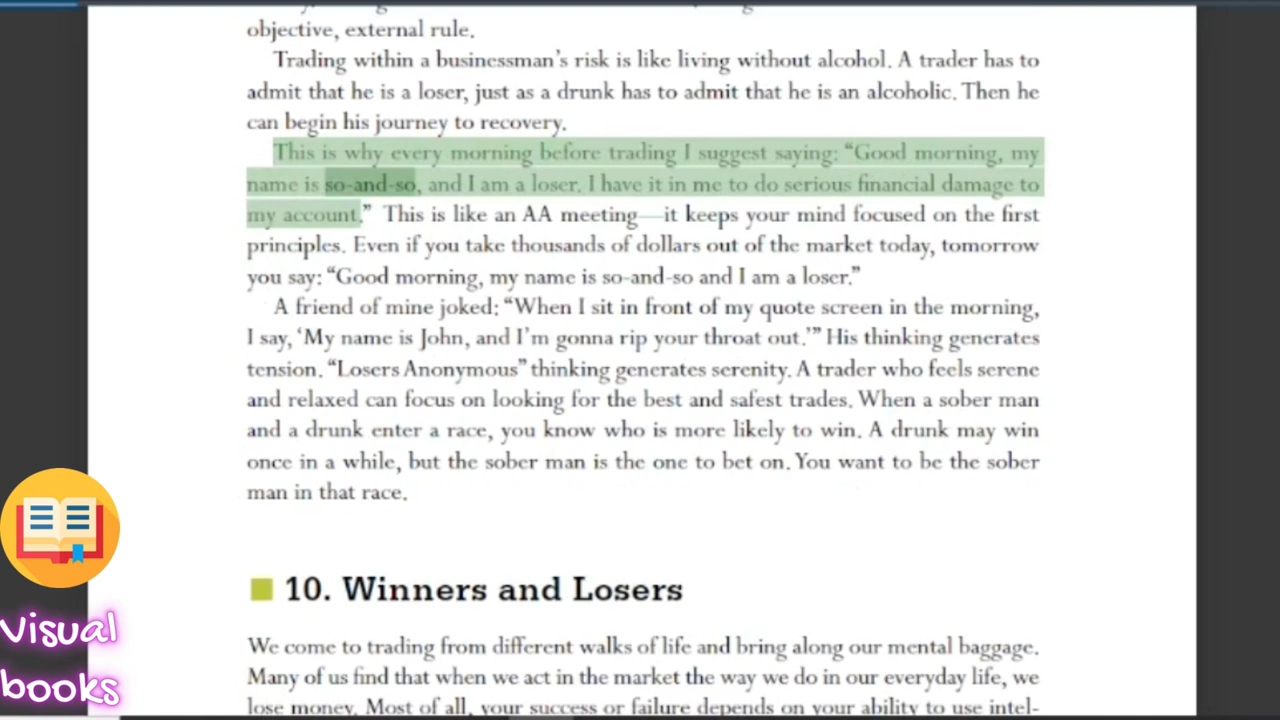 objective, external rule.
Trading within a businessman's risk is like living without alcohol. A trader has to
admit that he is a loser, just as a drunk has to admit that he is an alcoholic. Then he
can begin his journey to recovery.
This is why every morning before trading I suggest saying: “Good morning, my
name is so-and-so, and I am a loser. I have it in me to do serious financial damage to
my account.” This is like an AA meeting—it keeps your mind focused on the first
principles. Even if you take thousands of dollars out of the market today, tomorrow
you say: “Good morning, my name is so-and-so and I am a loser.”
A friend of mine joked: “When I sit in front of my quote screen in the morning,
I say, ‘My name is John, and I'm gonna rip your throat out.’” His thinking generates
tension. “Losers Anonymous” thinking generates serenity. A trader who feels serene
and relaxed can focus on looking for the best and safest trades. When a sober man
and a drunk enter a race, you know who is more likely to win. A drunk may win
once in a while, but the sober man is the one to bet on. You want to be the sober
man in that race.
10. Winners and Losers
We come to trading from different walks of life and bring along our mental baggage.
Many of us find that when we act in the market the way we do in our everyday life, we
lose money. Most of all, your success or failure depends on your ability to use intel-
Visual
books